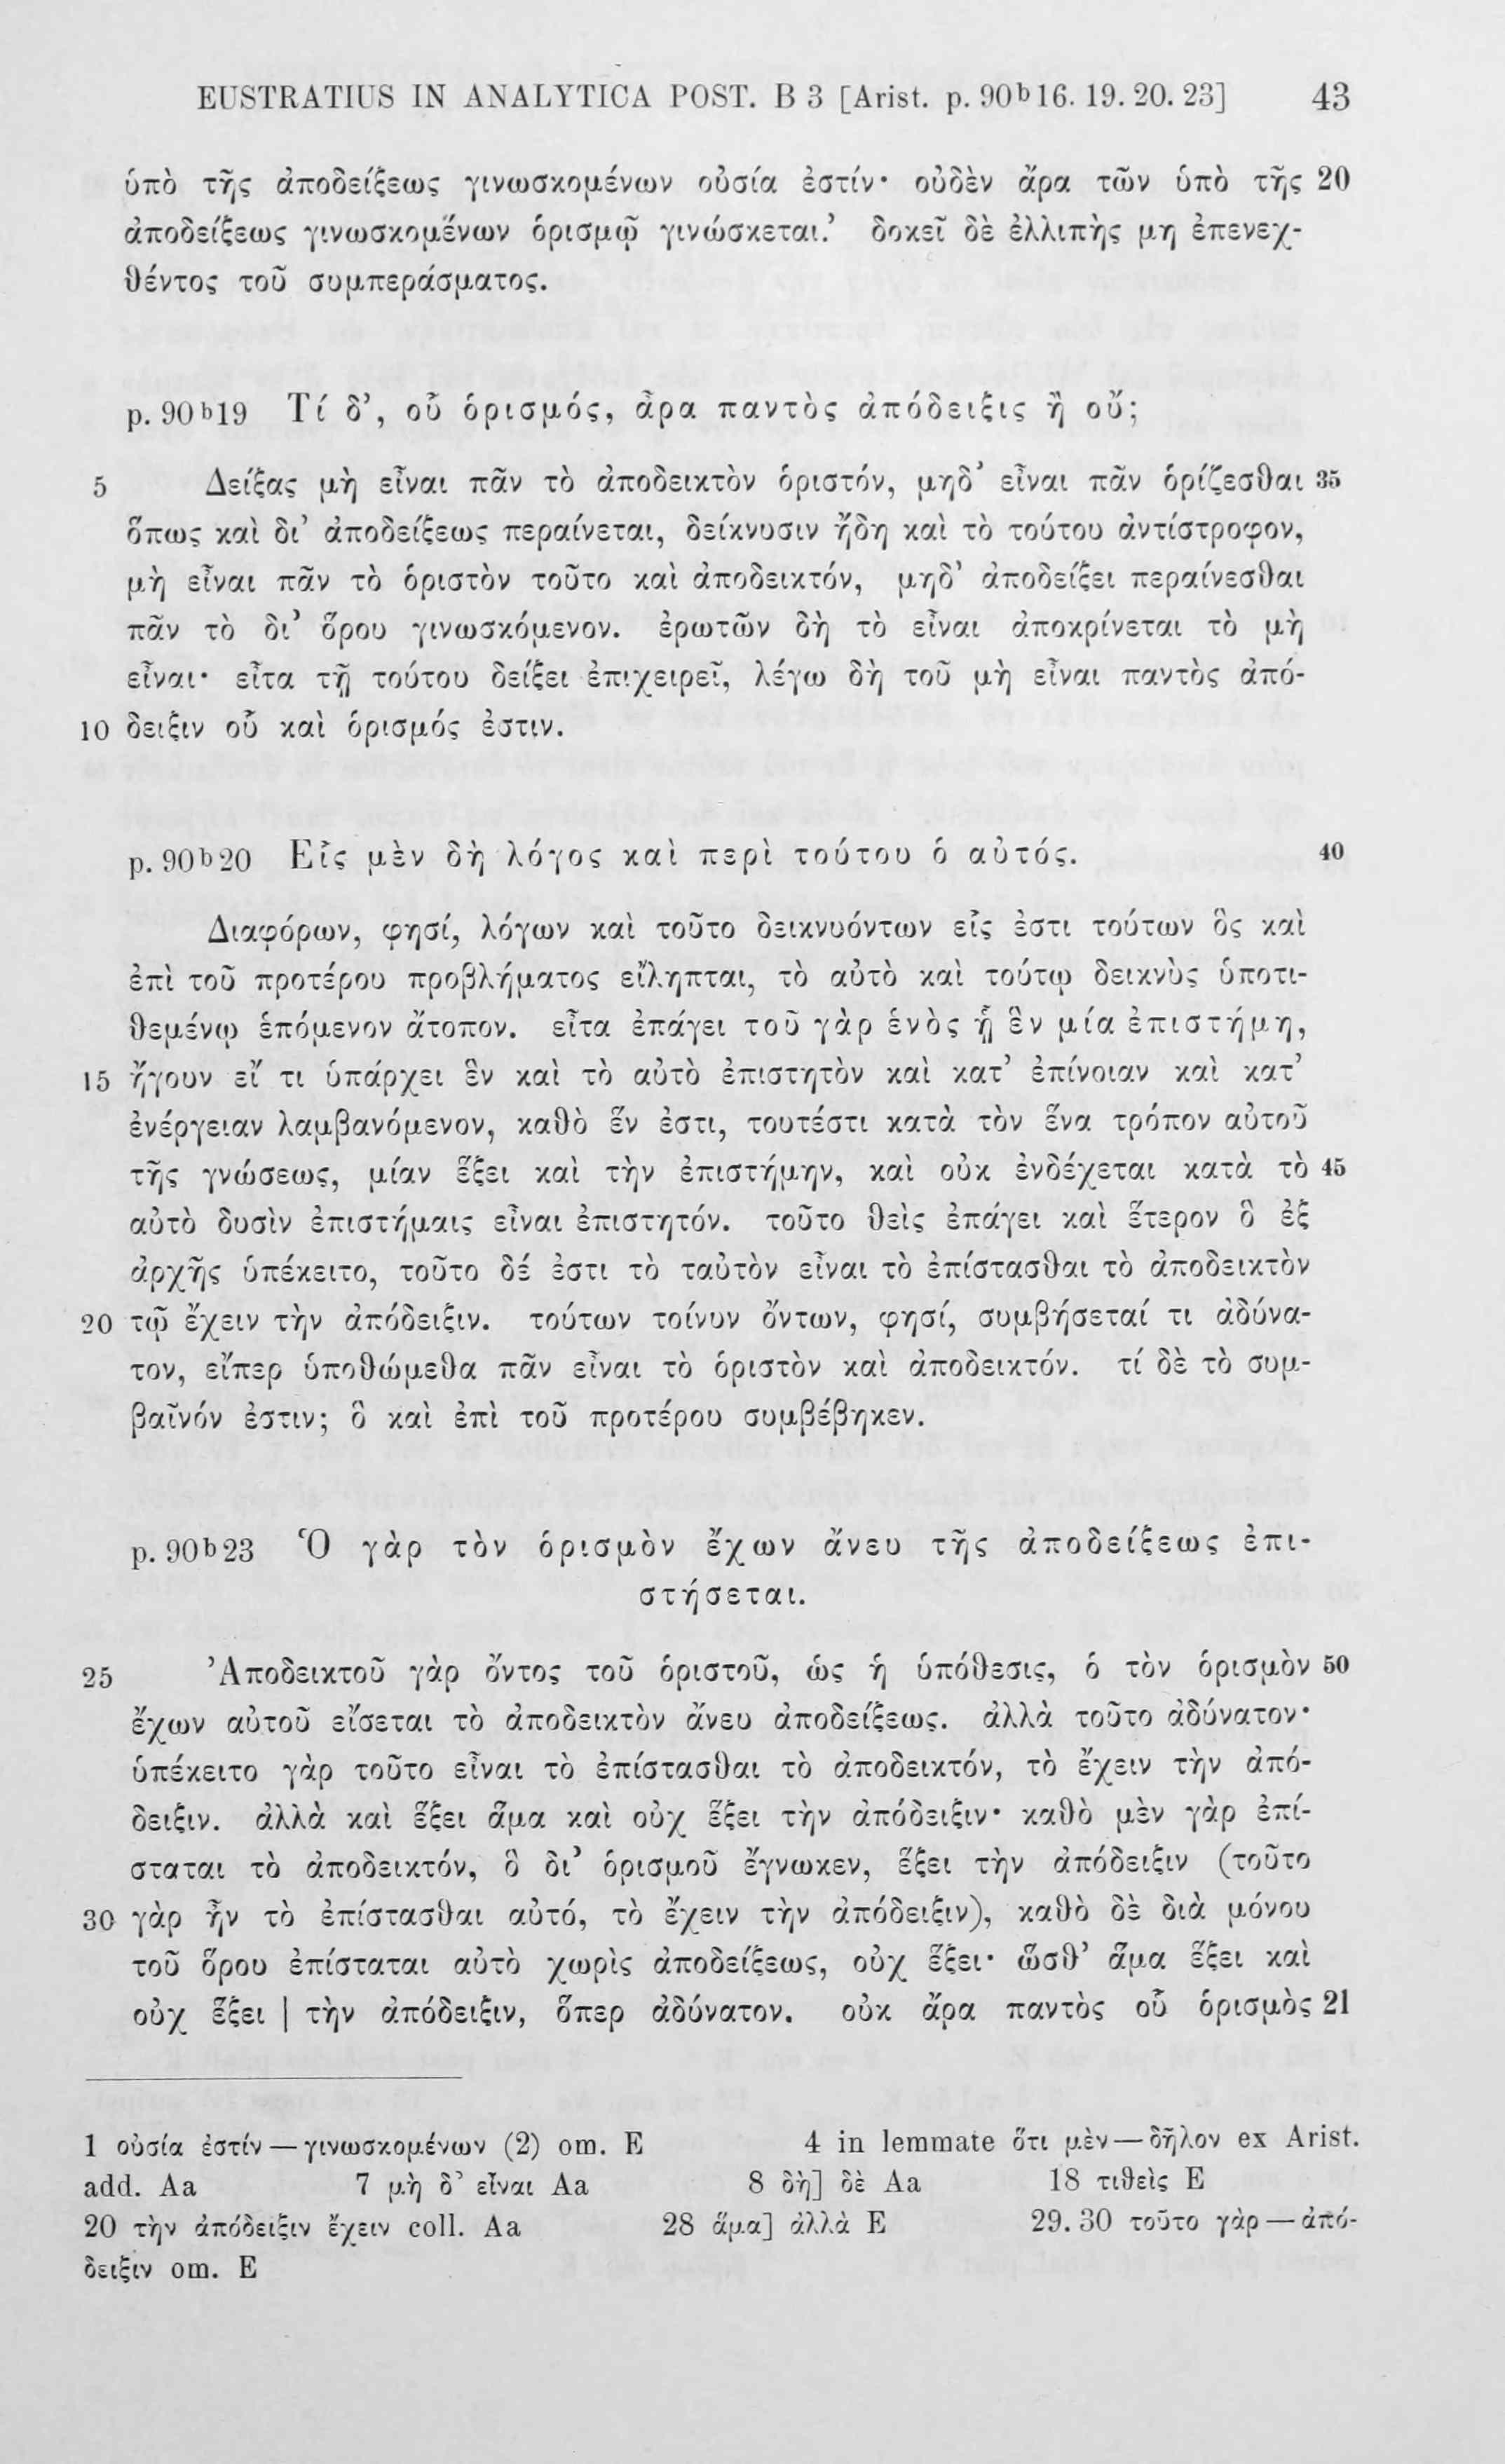 EUSTRATIUS IN ANALYTICA POST. B 3 [Arist. p. 90b16. 19. 20. 23] 43
ὑπὸ τῆς ἀποδείξεως γινωσκομένων οὐσία ἐστίν· οὐδὲν ἄρα τῶν ὑπὸ τῆς 20
ἀποδείξεως γινωσκομένων ὁρισμῷ γινώσκεται.’ δοκεῖ δὲ ἐλλιπὴς μη ἐπενεχ-
θέντος τοῦ συμπεράσματος.
p. 90b19 Τί δ’, οὗ ὁρισμός, ἆρα παντὸς ἀπόδειξις ἢ οὔ;
5 Δείξας μὴ εἶναι πᾶν τὸ ἀποδεικτὸν ὁριστόν, μηδ’ εἶναι πᾶν ὁρίζεσθαι 35
ὅπως καὶ δι’ ἀποδείξεως περαίνεται, δείκνυσιν ἤδη καὶ τὸ τούτου ἀντίστροφον,
μὴ εἶναι πᾶν τὸ ὁριστὸν τοῦτο καὶ ἀποδεικτόν, μηδ’ ἀποδείξει περαίνεσθαι
πᾶν τὸ δι’ ὅρου γινωσκόμενον. ἐρωτῶν δὴ τὸ εἶναι ἀποκρίνεται τὸ μὴ
εἶναι· εἶτα τῇ τούτου δείξει ἐπιχειρεῖ, λέγω δὴ τοῦ μὴ εἶναι παντὸς ἀπό-
10 δειξιν οὗ καὶ ὁρισμός ἐστιν.
p. 90b20 Εἷς μὲν δὴ λόγος καὶ περὶ τούτου ὁ αὐτός. 40
Διαφόρων, φησί, λόγων καὶ τοῦτο δεικνυόντων εἷς ἐστι τούτων ὃς καὶ
ἐπὶ τοῦ προτέρου προβλήματος εἴληπται, τὸ αὐτὸ καὶ τούτῳ δεικνὺς ὑποτι-
θεμένῳ ἑπόμενον ἄτοπον. εἶτα ἐπάγει τοῦ γὰρ ἑνὸς ᾗ ἓν μία ἐπιστήμη,
15 ἤγουν εἴ τι ὑπάρχει ἓν καὶ τὸ αὐτὸ ἐπιστητὸν καὶ κατ’ ἐπίνοιαν καὶ κατ’
ἐνέργειαν λαμβανόμενον, καθὸ ἕν ἐστι, τουτέστι κατὰ τὸν ἕνα τρόπον αὐτοῦ
τῆς γνώσεως, μίαν ἕξει καὶ τὴν ἐπιστήμην, καὶ οὐκ ἐνδέχεται κατὰ τὸ 45
αὐτὸ δυσὶν ἐπιστήμαις εἶναι ἐπιστητόν. τοῦτο θεὶς ἐπάγει καὶ ἕτερον ὃ ἐξ
ἀρχῆς ὑπέκειτο, τοῦτο δέ ἐστι τὸ ταὐτὸν εἶναι τὸ ἐπίστασθαι τὸ ἀποδεικτὸν
20 τῷ ἔχειν τὴν ἀπόδειξιν. τούτων τοίνυν ὄντων, φησί, συμβήσεταί τι ἀδύνα-
τον, εἴπερ ὑποθώμεθα πᾶν εἶναι τὸ ὁριστὸν καὶ ἀποδεικτόν. τί δὲ τὸ συμ-
βαῖνόν ἐστιν; ὃ καὶ ἐπὶ τοῦ προτέρου συμβέβηκεν.
p. 90b23 Ὁ γὰρ τὸν ὁρισμὸν ἔχων ἄνευ τῆς ἀποδείξεως ἐπι-
στήσεται.
25 Ἀποδεικτοῦ γὰρ ὄντος τοῦ ὁριστοῦ, ὡς ἡ ὑπόθεσις, ὁ τὸν ὁρισμὸν 50
ἔχων αὐτοῦ εἴσεται τὸ ἀποδεικτὸν ἄνευ ἀποδείξεως. ἀλλὰ τοῦτο ἀδύνατον·
ὑπέκειτο γὰρ τοῦτο εἶναι τὸ ἐπίστασθαι τὸ ἀποδεικτόν, τὸ ἔχειν τὴν ἀπό-
δειξιν. ἀλλὰ καὶ ἕξει ἅμα καὶ οὐχ ἕξει τὴν ἀπόδειξιν· καθὸ μὲν γὰρ ἐπί-
σταται τὸ ἀποδεικτόν, ὃ δι’ ὁρισμοῦ ἔγνωκεν, ἕξει τὴν ἀπόδειξιν (τοῦτο
30 γὰρ ἦν τὸ ἐπίστασθαι αὐτό, τὸ ἔχειν τὴν ἀπόδειξιν), καθὸ δὲ διὰ μόνου
τοῦ ὅρου ἐπίσταται αὐτὸ χωρὶς ἀποδείξεως, οὐχ ἕξει· ὥσθ’ ἅμα ἕξει καὶ
οὐχ ἕξει | τὴν ἀπόδειξιν, ὅπερ ἀδύνατον. οὐκ ἄρα παντὸς οὗ ὁρισμὸς 21
1 οὐσία ἐστίν — γινωσκομένων (2) om. E 4 in lemmate ὅτι μὲν — δῆλον ex Arist.
add. Aa 7 μὴ δ’ εἶναι Aa 8 δὴ] δὲ Aa 18 τιθεὶς E
20 τὴν ἀπόδειξιν ἔχειν coll. Aa 28 ἅμα] ἀλλὰ E 29. 30 τοῦτο γὰρ — ἀπό-
δειξιν om. E